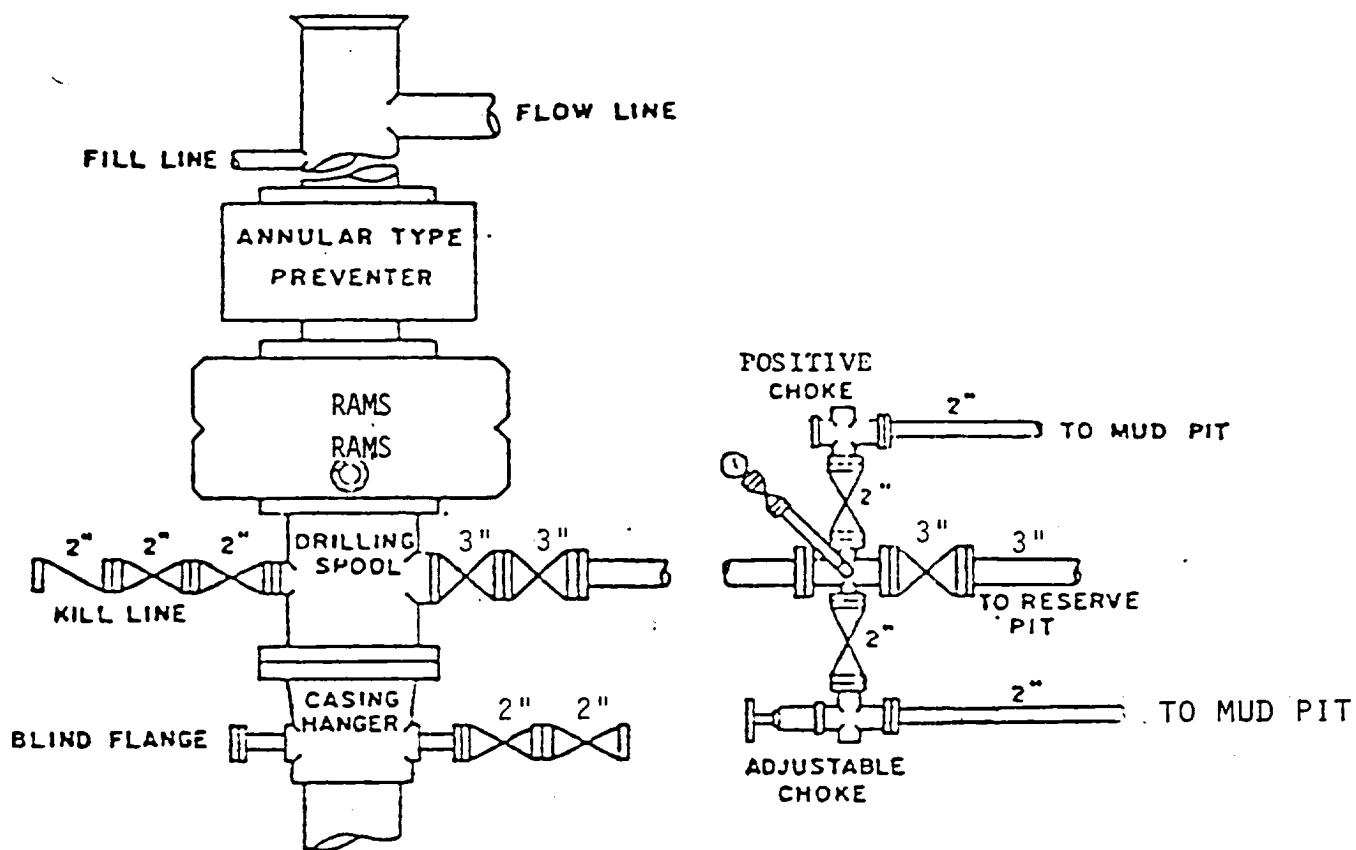 FLOW LINE
FILL LINE
ANNULAR TYPE
PREVENTER
RAMS
RAMS
DRILLING
SPOOL
2" 2" 2"
KILL LINE
3" 3"
CASING
HANGER
2" 2"
BLIND FLANGE
POSITIVE
CHOKE
2"
TO MUD PIT
2"
3" 3"
TO RESERVE
PIT
2"
2"
TO MUD PIT
ADJUSTABLE
CHOKE